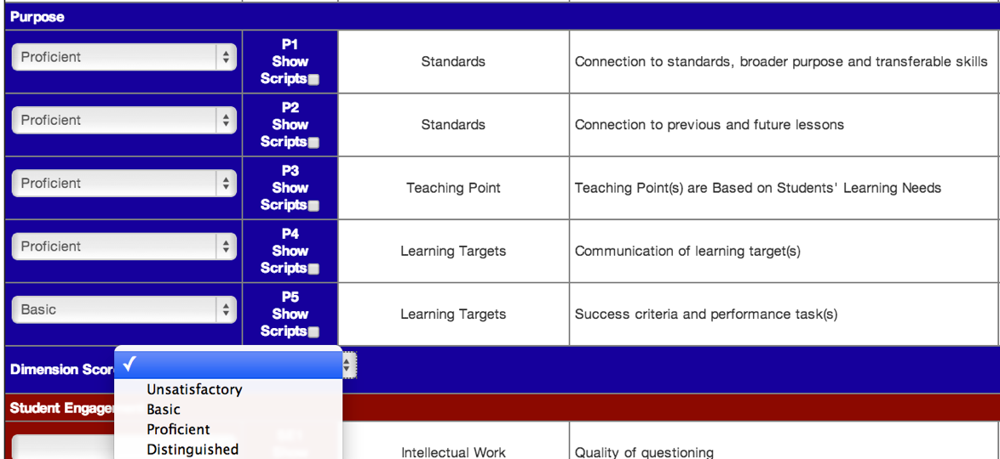 Purpose
Proficient
P1
Show
Scripts
Standards
Connection to standards, broader purpose and transferable skills
Proficient
P2
Show
Scripts
Standards
Connection to previous and future lessons
Proficient
P3
Show
Scripts
Teaching Point
Teaching Point(s) are Based on Students' Learning Needs
Proficient
P4
Show
Scripts
Learning Targets
Communication of learning target(s)
Basic
P5
Show
Scripts
Learning Targets
Success criteria and performance task(s)
Dimension Scor
✓
Unsatisfactory
Basic
Proficient
Distinguished
Student Engage
Intellectual Work
Quality of questioning